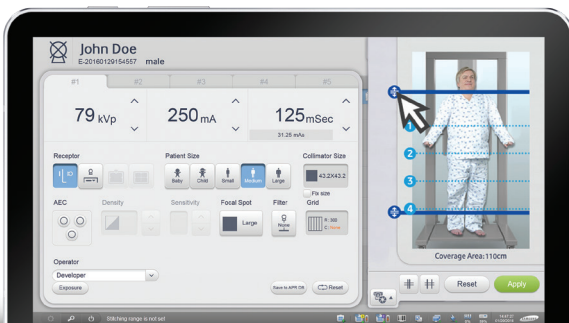 John Doe
E-20160129154557 male
#1 #2 #3 #4 #5
79 kVp 250 mA 125 mSec
31.25 mAs
Receptor Patient Size Collimator Size
Baby Child Small Medium Large
43.2X43.2
Fix size
AEC Density Sensitivity Focal Spot Filter Grid
Large
None
Operator
Developer
Exposure
Save to APR DB
Reset
Stitching range is not set
1
2
3
4
Coverage Area: 110cm
Reset
Apply